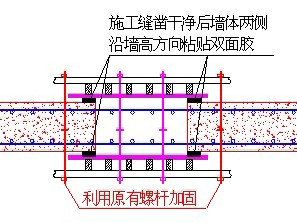 施工缝凿干净后墙体两侧
沿墙高方向粘贴双面胶
利用原有螺杆加固